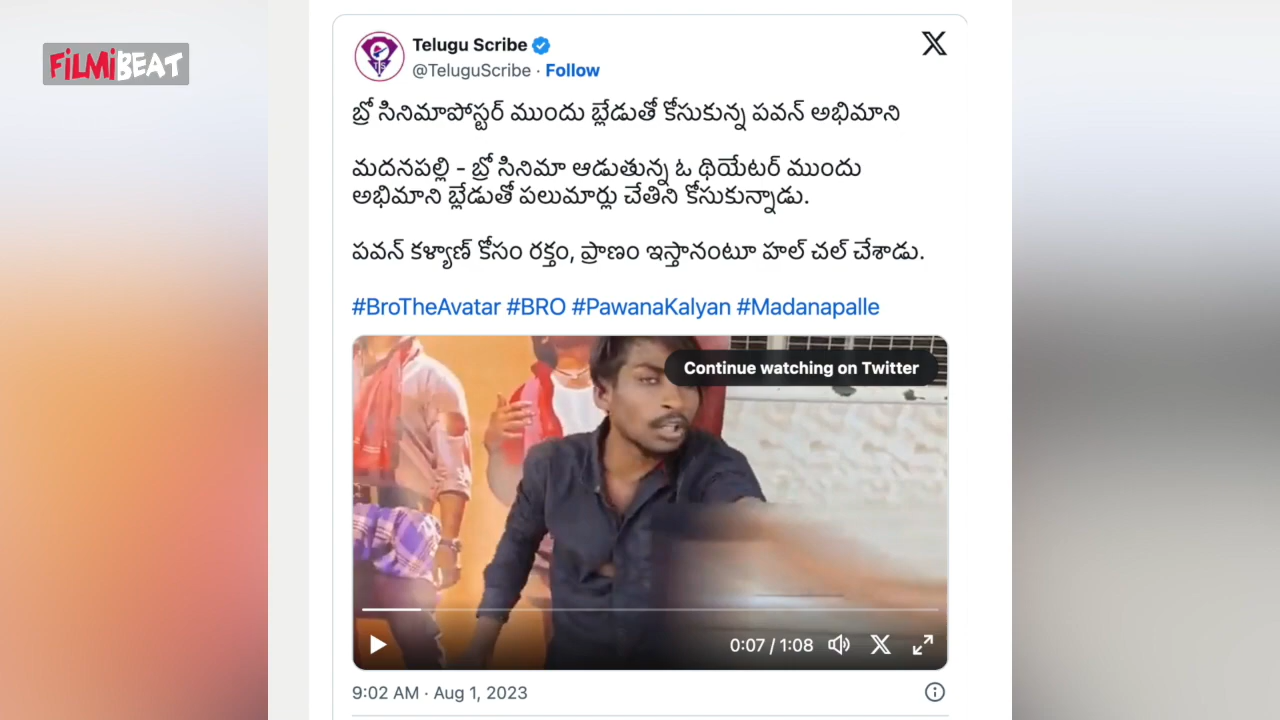 FILMIBEAT
Telugu Scribe
@TeluguScribe · Follow
బ్రో సినిమాపోస్టర్ ముందు బ్లేడుతో కోసుకున్న పవన్ అభిమాని
మదనపల్లి - బ్రో సినిమా ఆడుతున్న ఓ థియేటర్ ముందు
అభిమాని బ్లేడుతో పలుమార్లు చేతిని కోసుకున్నాడు.
పవన్ కళ్యాణ్ కోసం రక్తం, ప్రాణం ఇస్తానంటూ హల్ చల్ చేశాడు.
#BroTheAvatar #BRO #PawanaKalyan #Madanapalle
Continue watching on Twitter
0:07 / 1:08
9:02 AM · Aug 1, 2023